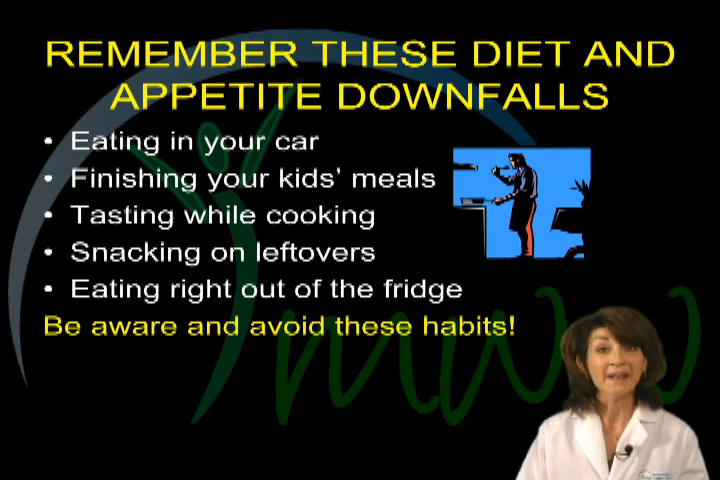 REMEMBER THESE DIET AND
APPETITE DOWNFALLS
• Eating in your car
• Finishing your kids' meals
• Tasting while cooking
• Snacking on leftovers
• Eating right out of the fridge
Be aware and avoid these habits!
mww